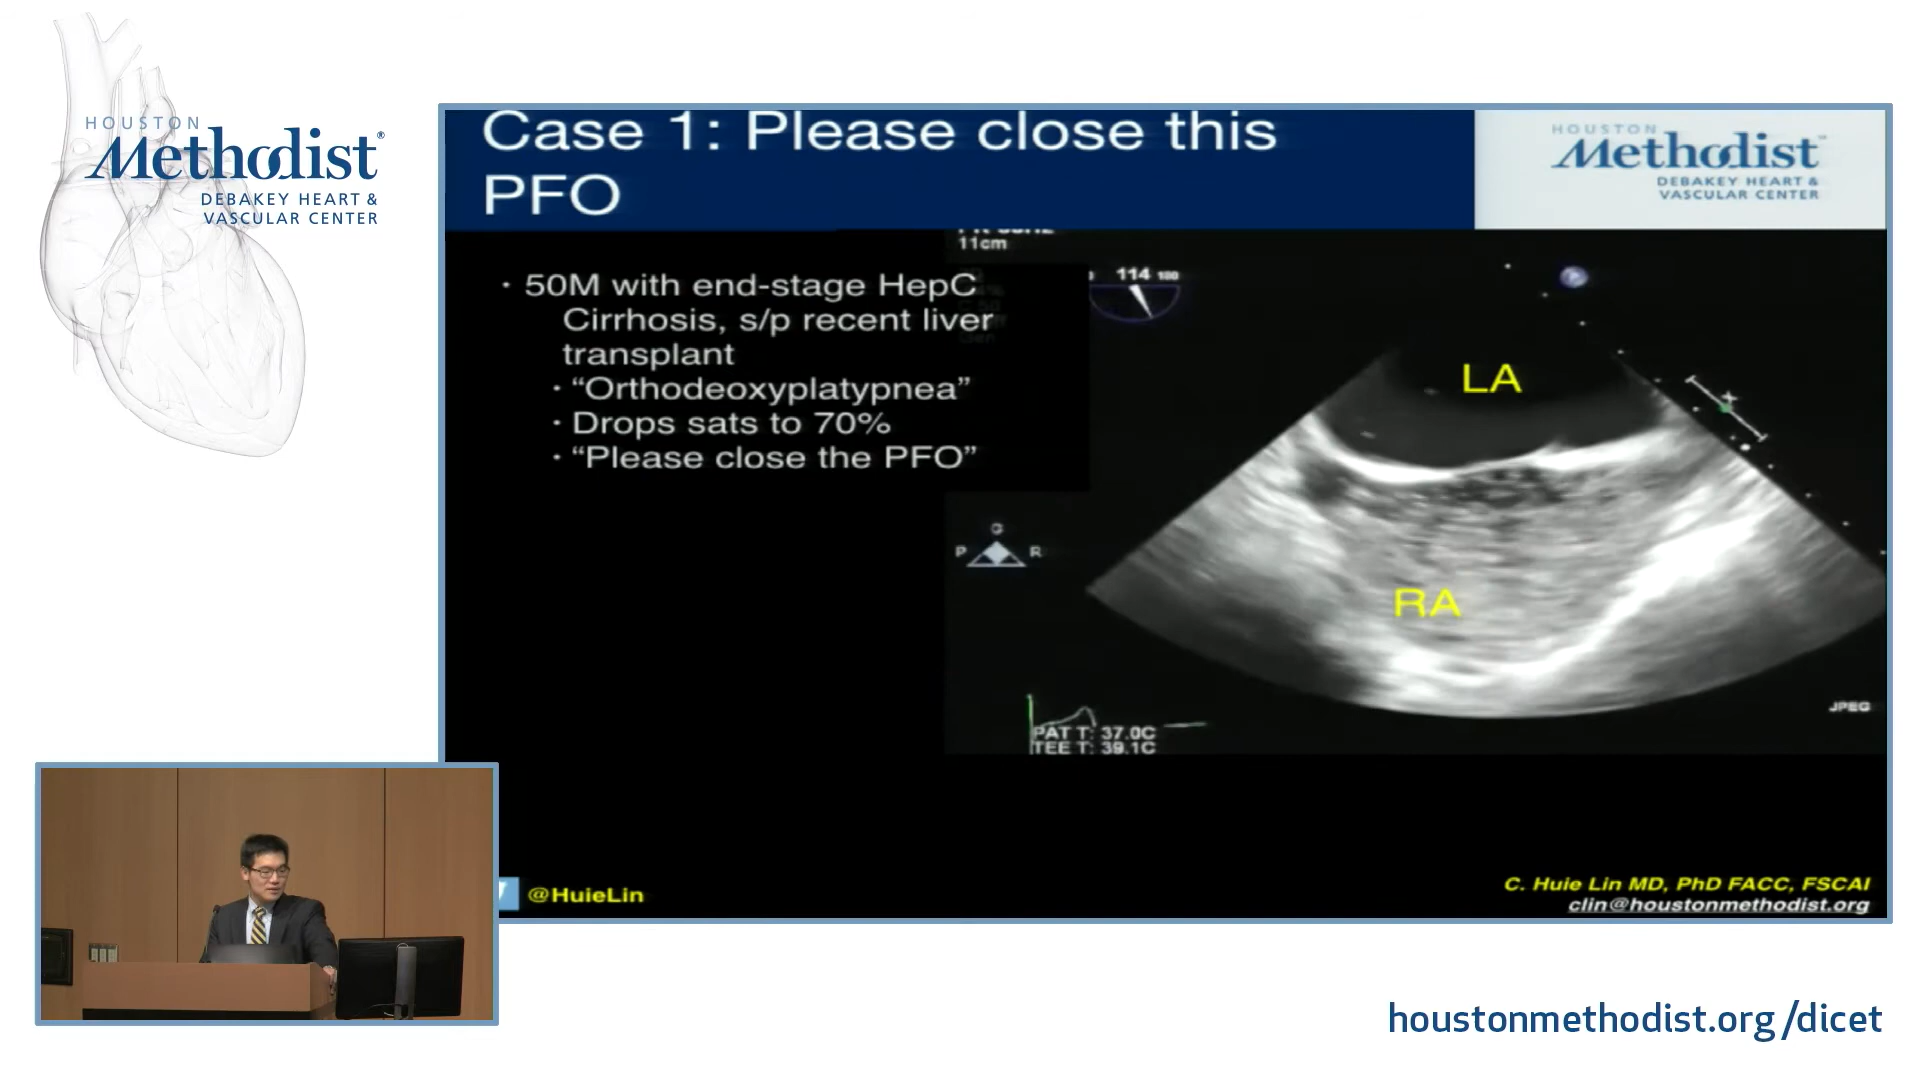 HOUSTON
Methodist®
DEBAKEY HEART &
VASCULAR CENTER
Case 1: Please close this
PFO
HOUSTON
Methodist
DEBAKEY HEART &
VASCULAR CENTER
• 50M with end-stage HepC
Cirrhosis, s/p recent liver
transplant
• “Orthodeoxyplatypnea”
• Drops sats to 70%
• “Please close the PFO”
11cm
114 180
LA
RA
G
P R
JPEG
PAT T: 37.0C
TEE T: 39.1C
@HuieLin
C. Huie Lin MD, PhD FACC, FSCAI
clin@houstonmethodist.org
houstonmethodist.org/dicet